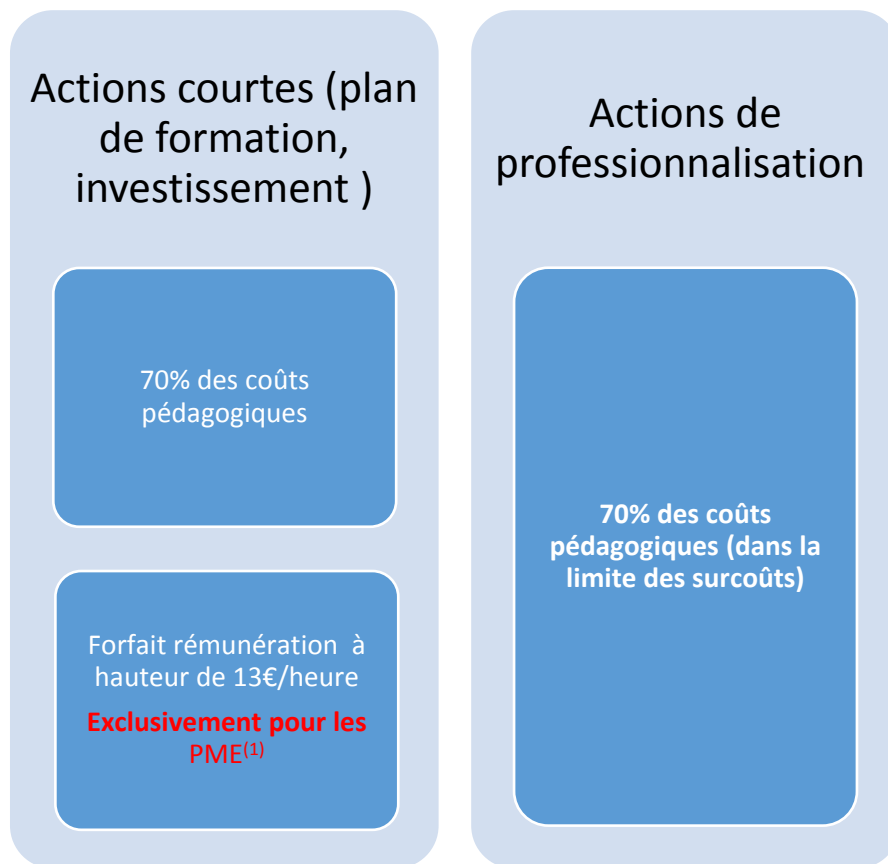 Actions courtes (plan
de formation,
investissement )
70% des coûts
pédagogiques
Forfait rémunération à
hauteur de 13€/heure
Exclusivement pour les
PME(1)
Actions de
professionnalisation
70% des coûts
pédagogiques (dans la
limite des surcoûts)